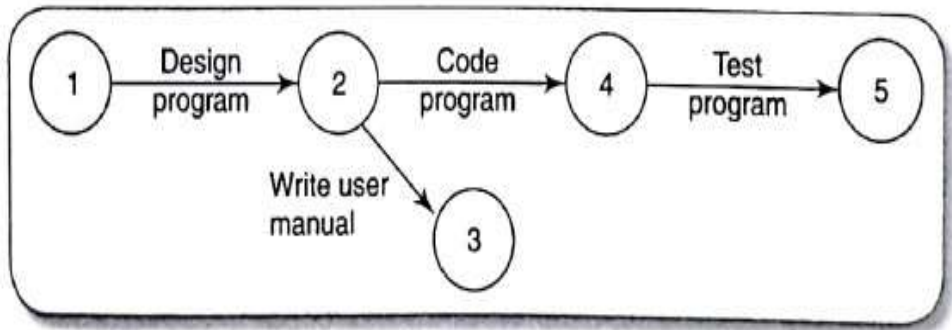 1
Design
program
2
Code
program
4
Test
program
5
Write user
manual
3